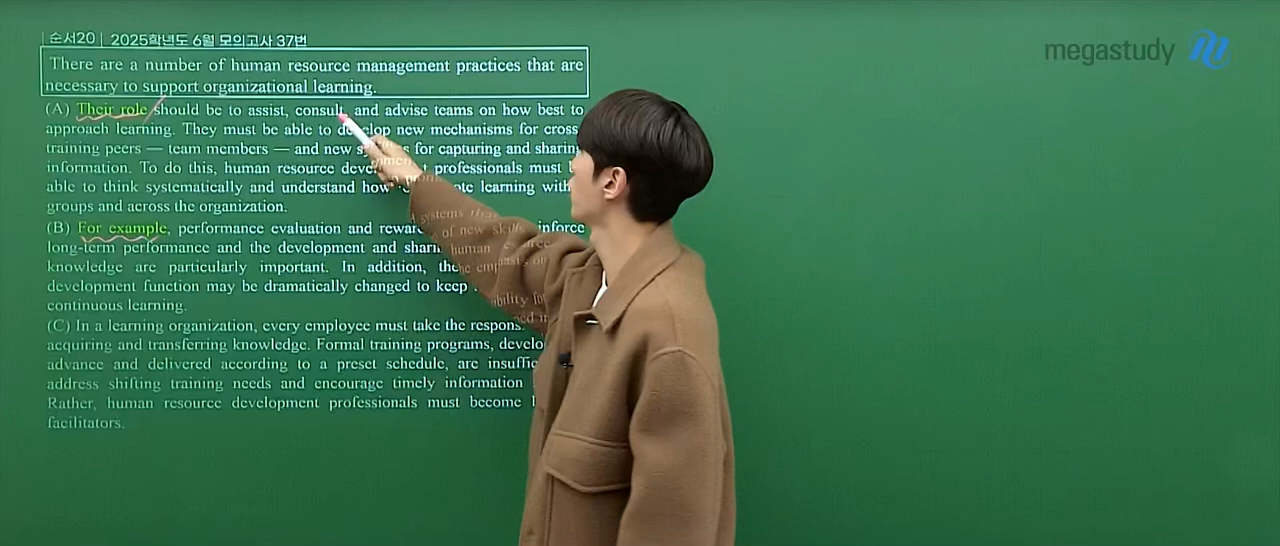 순서20 | 2025학년도 6월 모의고사 37번
megastudy
There are a number of human resource management practices that are
necessary to support organizational learning.
(A) Their role should be to assist, consult, and advise teams on how best to
approach learning. They must be able to develop new mechanisms for cross-
training peers — team members — and new systems for capturing and sharing
information. To do this, human resource development professionals must
able to think systematically and understand how to promote learning within
groups and across the organization.
(B) For example, performance evaluation and reward systems that reinforce
long-term performance and the development and sharing of new skills
knowledge are particularly important. In addition, the human resource
development function may be dramatically changed to keep
continuous learning.
(C) In a learning organization, every employee must take the responsibility for
acquiring and transferring knowledge. Formal training programs, developed in
advance and delivered according to a preset schedule, are
address shifting training needs and encourage timely information
Rather, human resource development professionals must become
facilitators.